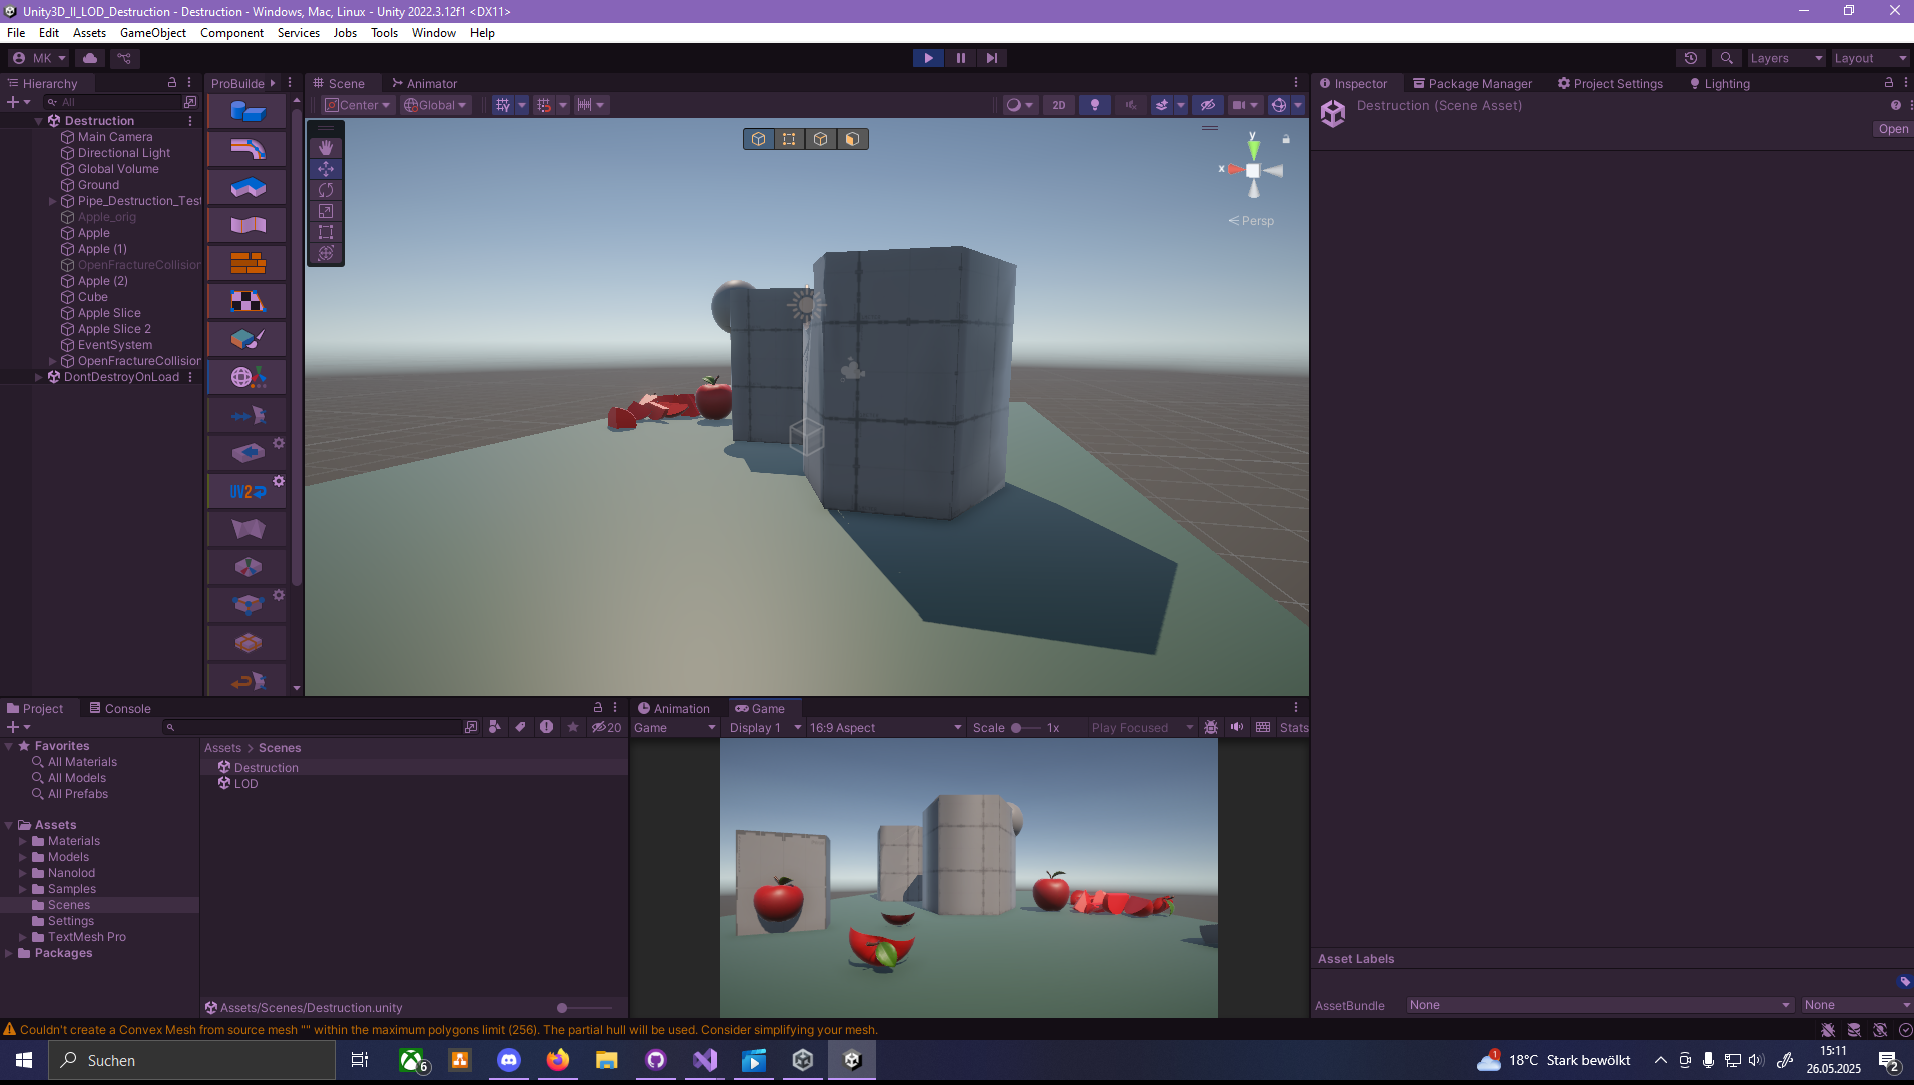 Unity3D_II_LOD_Destruction - Destruction - Windows, Mac, Linux - Unity 2022.3.12f1 <DX11>
File Edit Assets GameObject Component Services Jobs Tools Window Help
MK
Layers
Layout
Hierarchy
ProBuilde
Scene
Animator
Inspector
Package Manager
Project Settings
Lighting
All
Center
Global
2D
Destruction (Scene Asset)
Open
Destruction
Main Camera
Directional Light
Global Volume
Ground
Pipe_Destruction_Test
Apple_orig
Apple
Apple (1)
OpenFractureCollision
Apple (2)
Cube
Apple Slice
Apple Slice 2
EventSystem
OpenFractureCollision
DontDestroyOnLoad
UV2
y
x
Persp
Project
Console
Animation
Game
20
Game
Display 1
16:9 Aspect
Scale
1x
Play Focused
Stats
Favorites
All Materials
All Models
All Prefabs
Assets
Materials
Models
Nanolod
Samples
Scenes
Settings
TextMesh Pro
Packages
Assets > Scenes
Destruction
LOD
Assets/Scenes/Destruction.unity
Asset Labels
AssetBundle
None
None
Couldn't create a Convex Mesh from source mesh "" within the maximum polygons limit (256). The partial hull will be used. Consider simplifying your mesh.
Suchen
6
1
18°C Stark bewölkt
15:11
26.05.2025
2